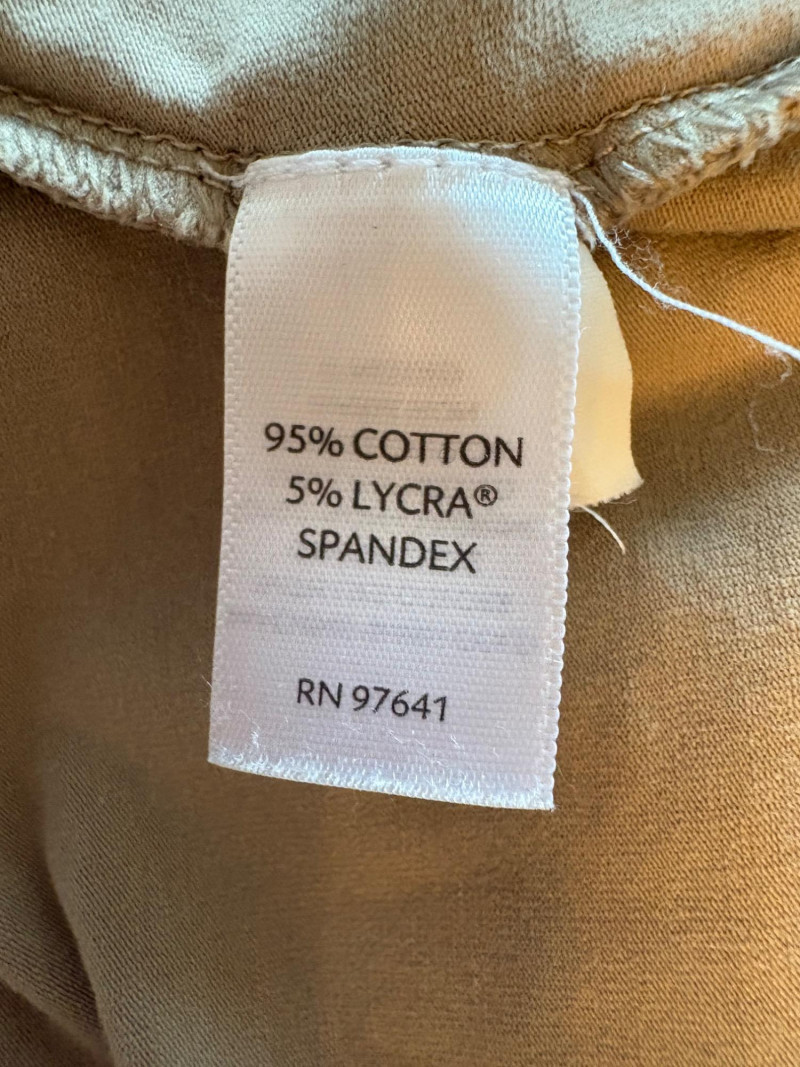 95% COTTON
5% LYCRA®
SPANDEX
RN 97641